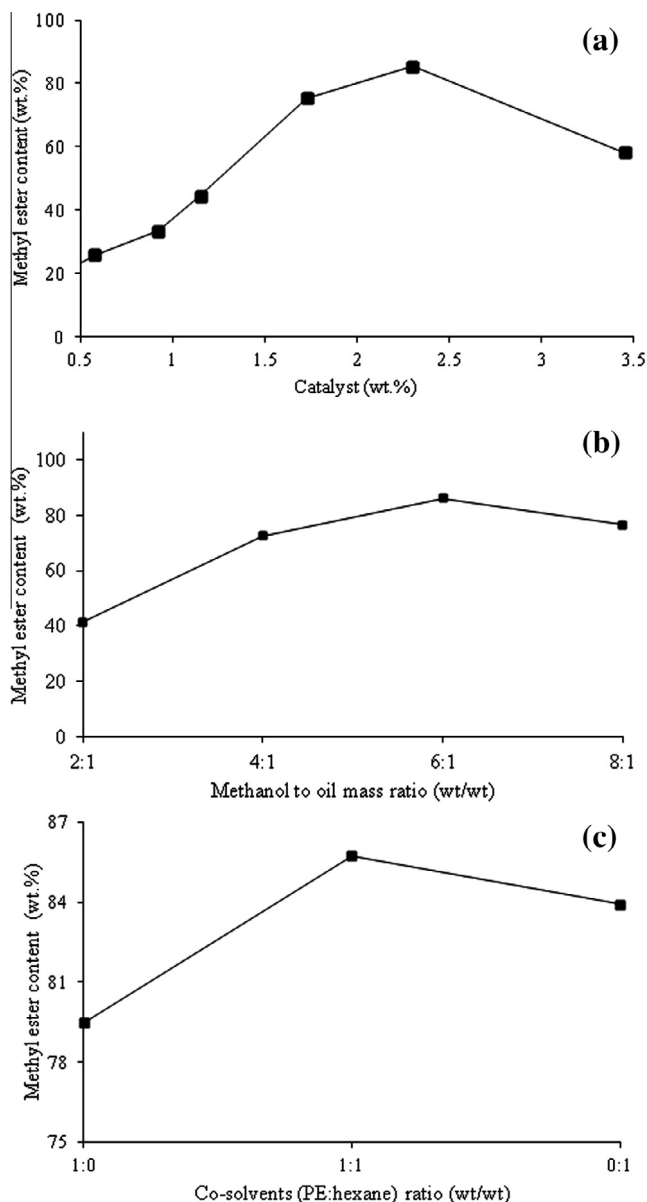 (a)
Methyl ester content (wt.%)
100
80
60
40
20
0
0.5 1 1.5 2 2.5 3 3.5
Catalyst (wt.%)
(b)
Methyl ester content (wt.%)
100
80
60
40
20
0
2:1 4:1 6:1 8:1
Methanol to oil mass ratio (wt/wt)
(c)
Methyl ester content (wt.%)
87
84
81
78
75
1:0 1:1 0:1
Co-solvents (PE:hexane) ratio (wt/wt)